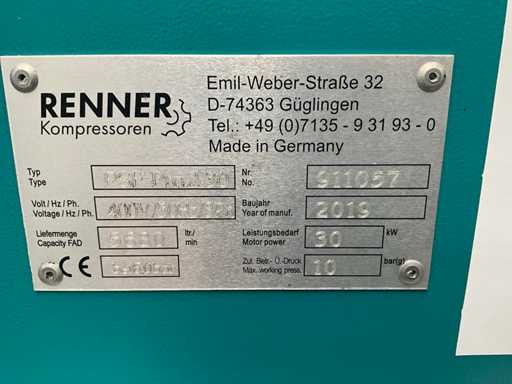 RENNER
Kompressoren
Emil-Weber-Straße 32
D-74363 Güglingen
Tel.: +49 (0)7135 - 9 31 93 - 0
Made in Germany
Typ
Type
Nr.
No.
911057
Volt / Hz / Ph.
Voltage / Hz / Ph.
Baujahr
Year of manuf.
2019
Liefermenge
Capacity FAD
ltr./
min
Leistungsbedarf
Motor power
30
kW
CE
Zul. Betr.- Ü.-Druck
Max. working press.
10
bar(g)